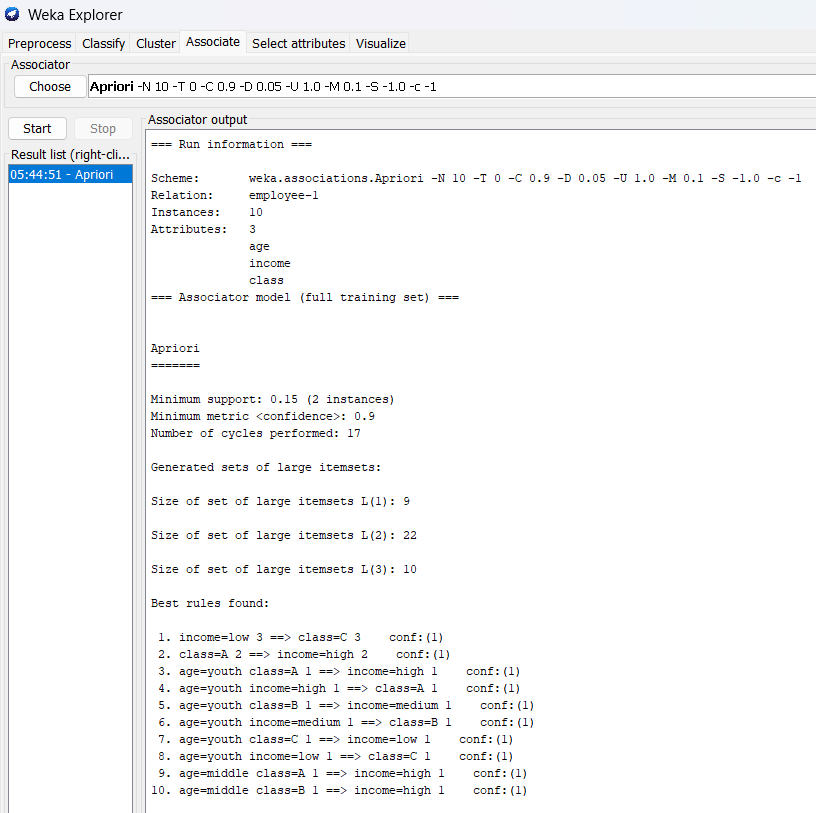 Weka Explorer
Preprocess Classify Cluster Associate Select attributes Visualize
Associator
Choose Apriori -N 10 -T 0 -C 0.9 -D 0.05 -U 1.0 -M 0.1 -S -1.0 -c -1
Start Stop
Result list (right-cli...
05:44:51 - Apriori
Associator output
=== Run information ===
Scheme: weka.associations.Apriori -N 10 -T 0 -C 0.9 -D 0.05 -U 1.0 -M 0.1 -S -1.0 -c -1
Relation: employee-1
Instances: 10
Attributes: 3
age
income
class
=== Associator model (full training set) ===
Apriori
=======
Minimum support: 0.15 (2 instances)
Minimum metric <confidence>: 0.9
Number of cycles performed: 17
Generated sets of large itemsets:
Size of set of large itemsets L(1): 9
Size of set of large itemsets L(2): 22
Size of set of large itemsets L(3): 10
Best rules found:
1. income=low 3 ==> class=C 3 conf:(1)
2. class=A 2 ==> income=high 2 conf:(1)
3. age=youth class=A 1 ==> income=high 1 conf:(1)
4. age=youth income=high 1 ==> class=A 1 conf:(1)
5. age=youth class=B 1 ==> income=medium 1 conf:(1)
6. age=youth income=medium 1 ==> class=B 1 conf:(1)
7. age=youth class=C 1 ==> income=low 1 conf:(1)
8. age=youth income=low 1 ==> class=C 1 conf:(1)
9. age=middle class=A 1 ==> income=high 1 conf:(1)
10. age=middle class=B 1 ==> income=high 1 conf:(1)